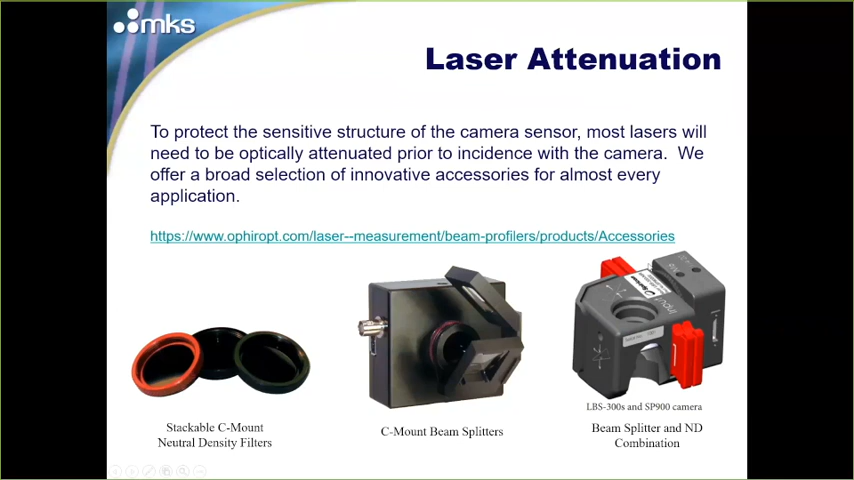 mks
Laser Attenuation
To protect the sensitive structure of the camera sensor, most lasers will
need to be optically attenuated prior to incidence with the camera.  We
offer a broad selection of innovative accessories for almost every
application.
https://www.ophiropt.com/laser--measurement/beam-profilers/products/Accessories
Input
LBS-300s and SP900 camera
Stackable C-Mount
Neutral Density Filters
C-Mount Beam Splitters
Beam Splitter and ND
Combination